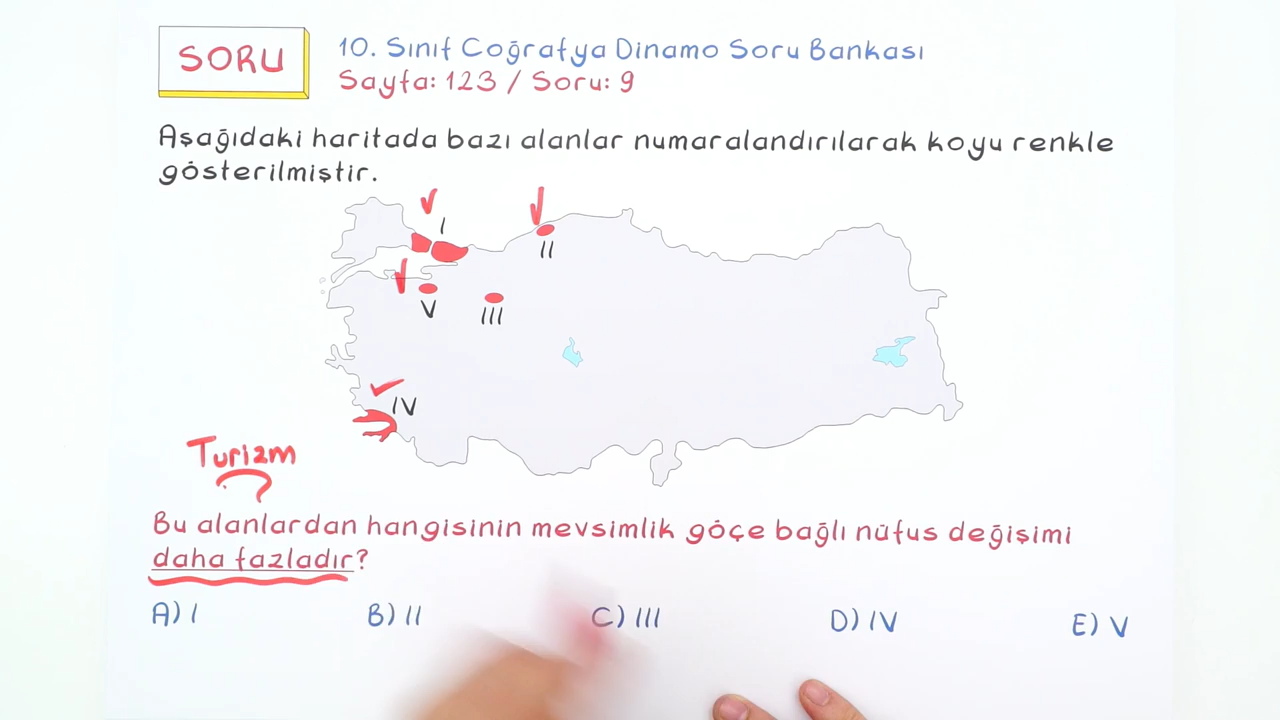 SORU
10. Sınıf Coğrafya Dinamo Soru Bankası
Sayfa: 123 / Soru: 9
Aşağıdaki haritada bazı alanlar numaralandırılarak koyu renkle
gösterilmiştir.
I
II
V
III
IV
Turizm
Bu alanlardan hangisinin mevsimlik göçe bağlı nüfus değişimi
daha fazladır?
A) I B) II C) III D) IV E) V